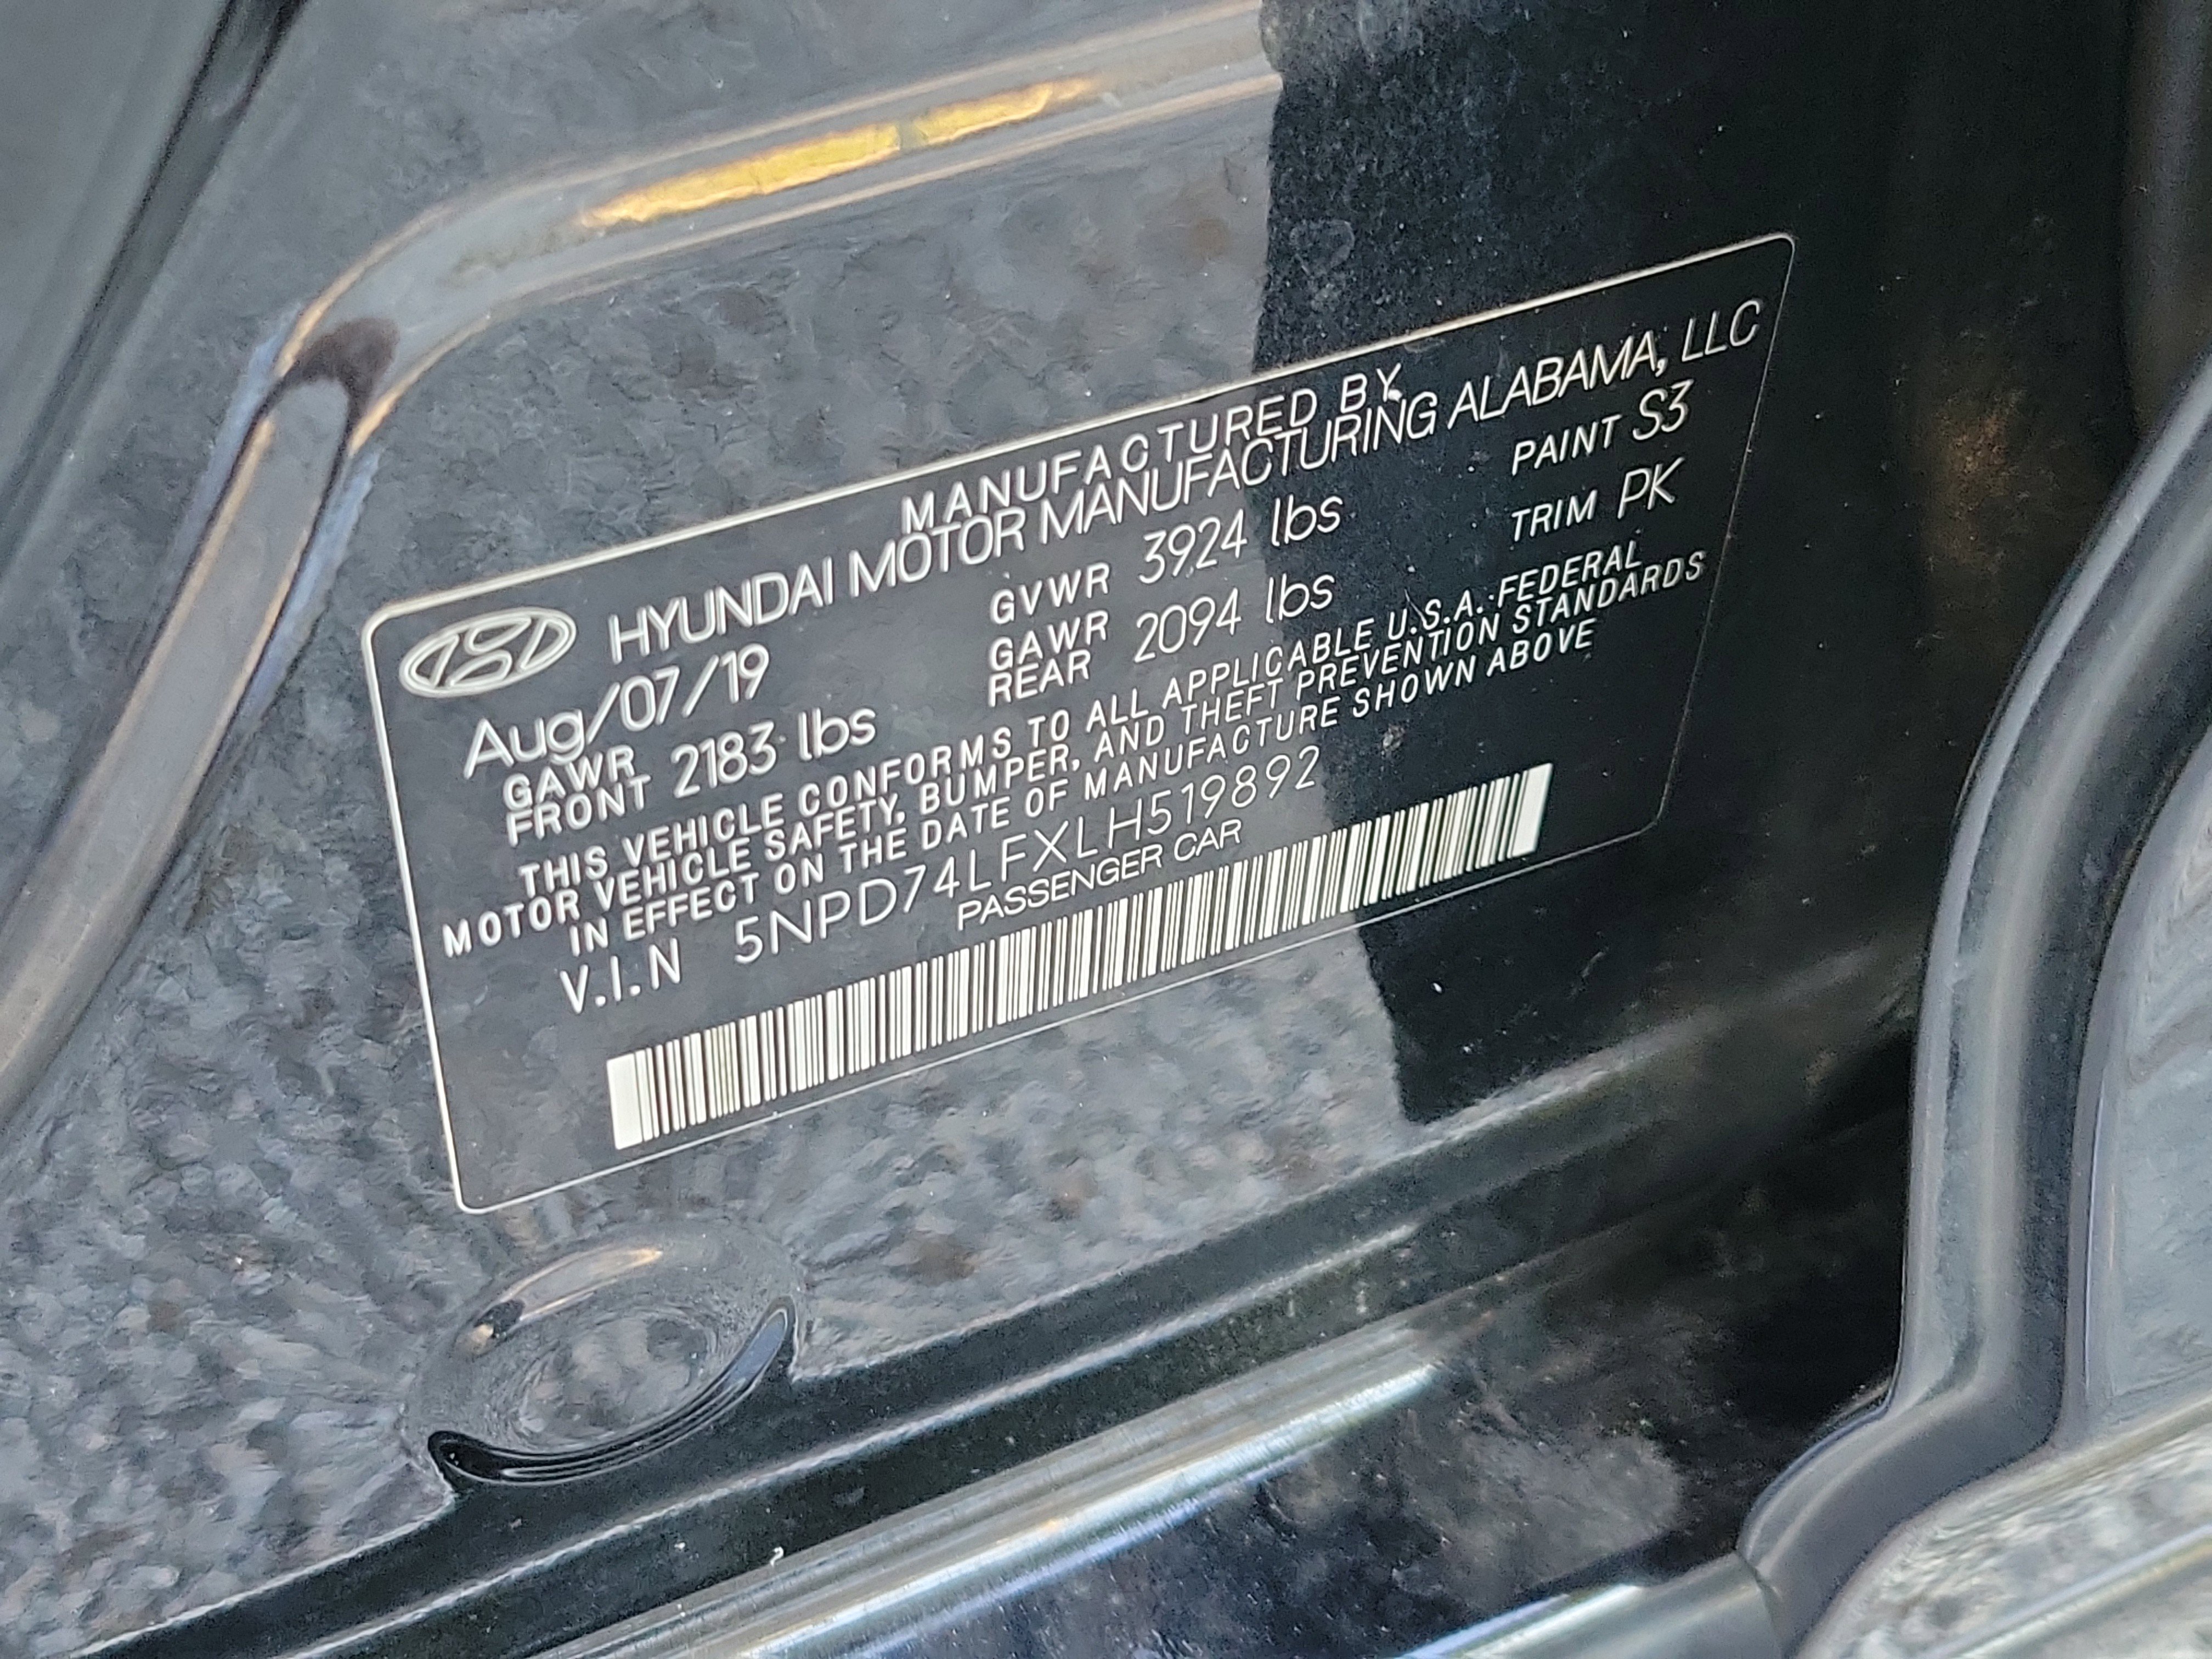 MANUFACTURED BY
HYUNDAI MOTOR MANUFACTURING ALABAMA, LLC
Aug/07/19 GVWR 3924 lbs PAINT S3
GAWR FRONT 2183 lbs GAWR REAR 2094 lbs TRIM PK
THIS VEHICLE CONFORMS TO ALL APPLICABLE U.S.A. FEDERAL
MOTOR VEHICLE SAFETY, BUMPER, AND THEFT PREVENTION STANDARDS
IN EFFECT ON THE DATE OF MANUFACTURE SHOWN ABOVE
V.I.N 5NPD74LFXLH519892
PASSENGER CAR